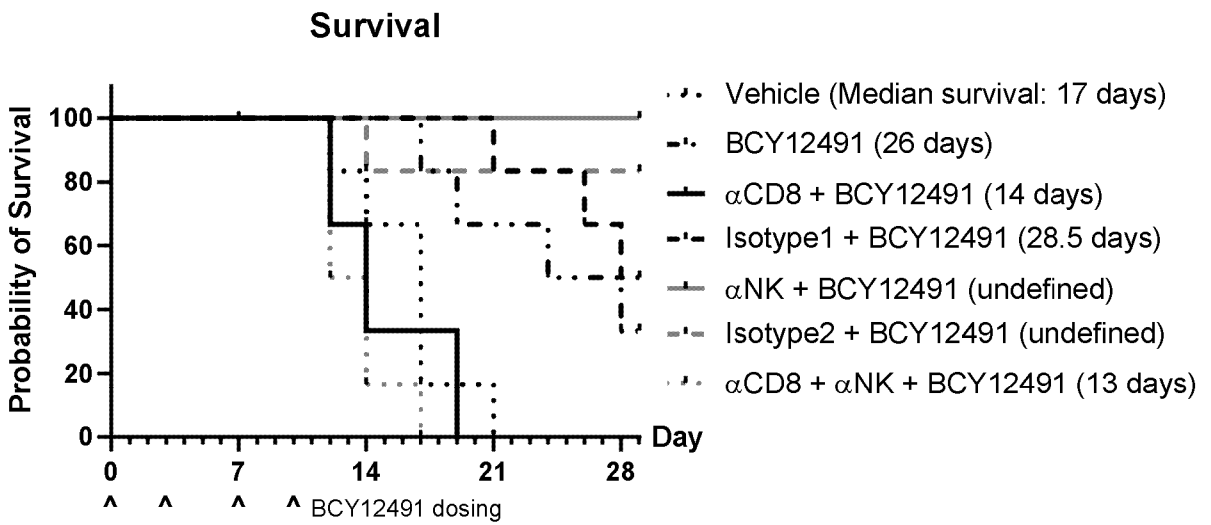 Survival
Probability of Survival
100
80
60
40
20
0
0 7 14 21 28
Day
^ ^ ^ ^ BCY12491 dosing
Vehicle (Median survival: 17 days)
BCY12491 (26 days)
αCD8 + BCY12491 (14 days)
Isotype1 + BCY12491 (28.5 days)
αNK + BCY12491 (undefined)
Isotype2 + BCY12491 (undefined)
αCD8 + αNK + BCY12491 (13 days)